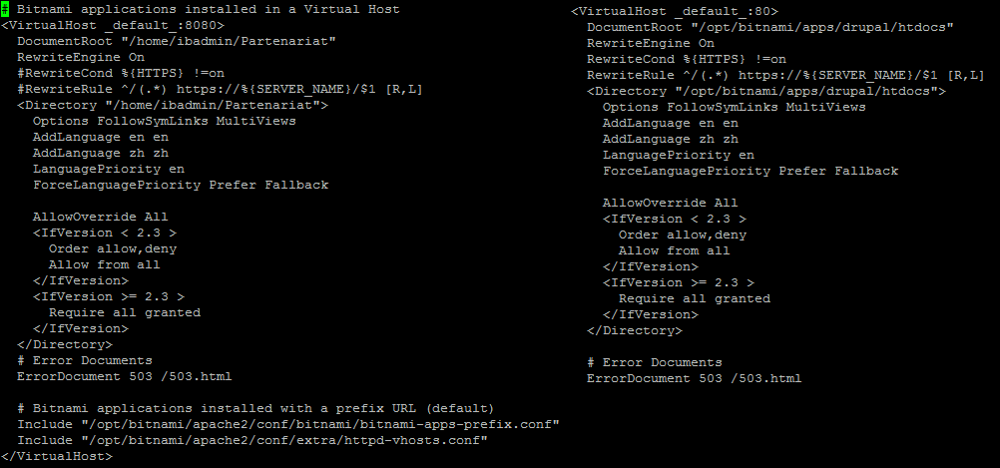 # Bitnami applications installed in a Virtual Host
<VirtualHost _default_:8080>
  DocumentRoot "/home/ibadmin/Partenariat"
  RewriteEngine On
  #RewriteCond %{HTTPS} !=on
  #RewriteRule ^/(.*) https://%{SERVER_NAME}/$1 [R,L]
  <Directory "/home/ibadmin/Partenariat">
    Options FollowSymLinks MultiViews
    AddLanguage en en
    AddLanguage zh zh
    LanguagePriority en
    ForceLanguagePriority Prefer Fallback

    AllowOverride All
    <IfVersion < 2.3 >
      Order allow,deny
      Allow from all
    </IfVersion>
    <IfVersion >= 2.3 >
      Require all granted
    </IfVersion>
  </Directory>
  # Error Documents
  ErrorDocument 503 /503.html

  # Bitnami applications installed with a prefix URL (default)
  Include "/opt/bitnami/apache2/conf/bitnami/bitnami-apps-prefix.conf"
  Include "/opt/bitnami/apache2/conf/extra/httpd-vhosts.conf"
</VirtualHost>
<VirtualHost _default_:80>
  DocumentRoot "/opt/bitnami/apps/drupal/htdocs"
  RewriteEngine On
  RewriteCond %{HTTPS} !=on
  RewriteRule ^/(.*) https://%{SERVER_NAME}/$1 [R,L]
  <Directory "/opt/bitnami/apps/drupal/htdocs">
    Options FollowSymLinks MultiViews
    AddLanguage en en
    AddLanguage zh zh
    LanguagePriority en
    ForceLanguagePriority Prefer Fallback

    AllowOverride All
    <IfVersion < 2.3 >
      Order allow,deny
      Allow from all
    </IfVersion>
    <IfVersion >= 2.3 >
      Require all granted
    </IfVersion>
  </Directory>

  # Error Documents
  ErrorDocument 503 /503.html